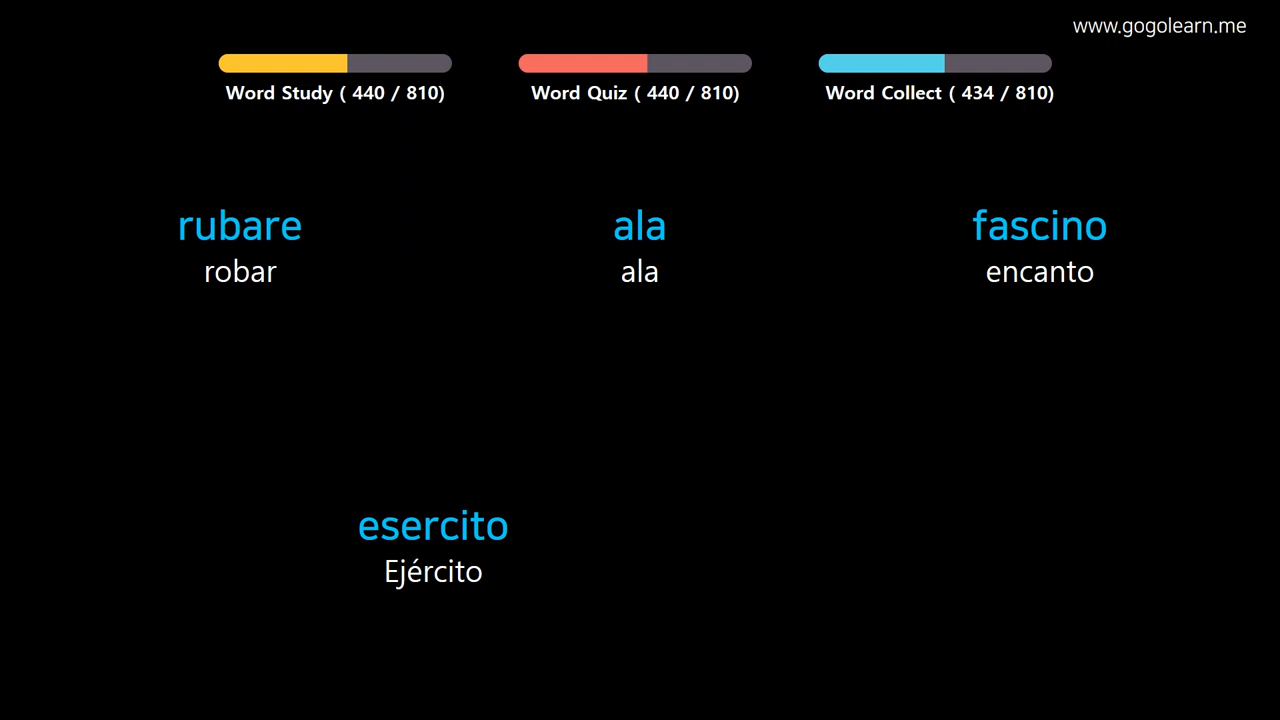 www.gogolearn.me
Word Study ( 440 / 810)
Word Quiz ( 440 / 810)
Word Collect ( 434 / 810)
rubare
robar
ala
ala
fascino
encanto
esercito
Ejército